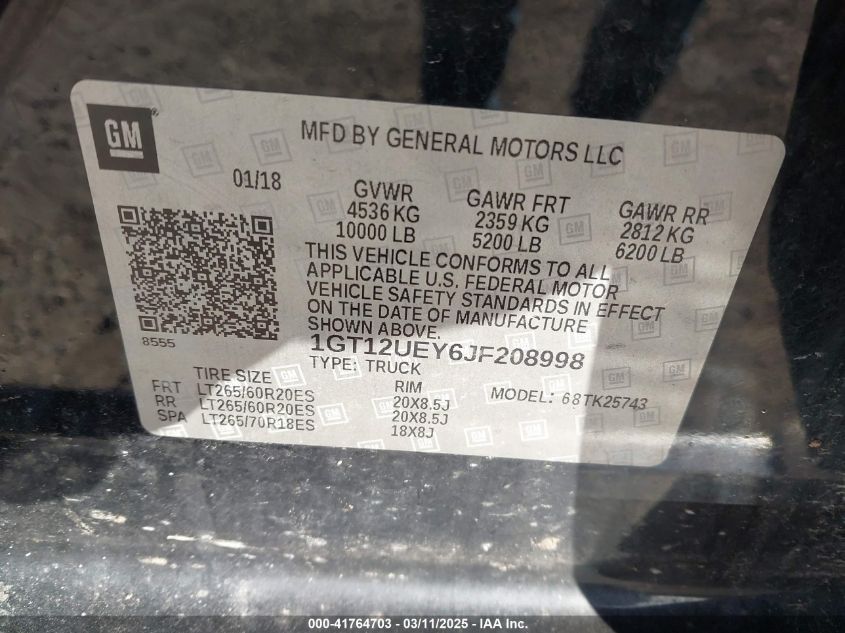 GM
MFD BY GENERAL MOTORS LLC
01/18
GVWR GAWR FRT GAWR RR
4536 KG 2359 KG 2812 KG
10000 LB 5200 LB 6200 LB
THIS VEHICLE CONFORMS TO ALL
APPLICABLE U.S. FEDERAL MOTOR
VEHICLE SAFETY STANDARDS IN EFFECT
ON THE DATE OF MANUFACTURE
SHOWN ABOVE.
8555
1GT12UEY6JF208998
TYPE: TRUCK
TIRE SIZE RIM MODEL: 68TK25743
FRT LT265/60R20ES 20X8.5J
RR LT265/60R20ES 20X8.5J
SPA LT265/70R18ES 18X8J
000-41764703 - 03/11/2025 - © IAA Inc.